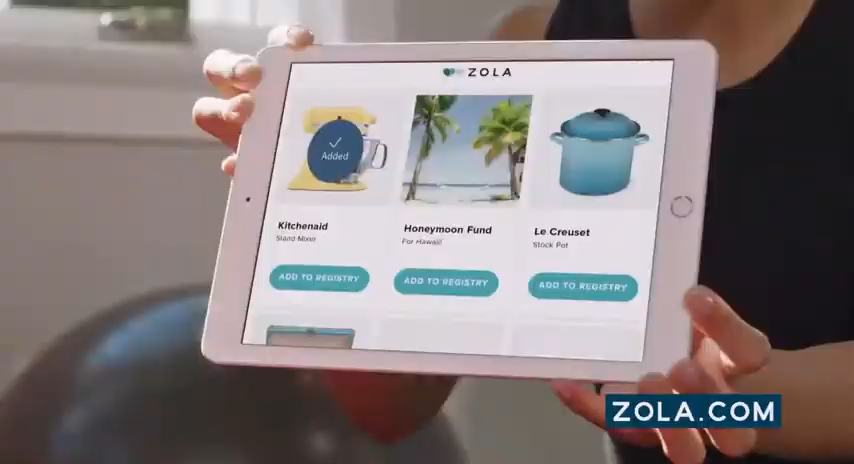 ZOLA
Added
Kitchenaid
Stand Mixer
ADD TO REGISTRY
Honeymoon Fund
For Hawaii!
ADD TO REGISTRY
Le Creuset
Stock Pot
ADD TO REGISTRY
ZOLA.COM